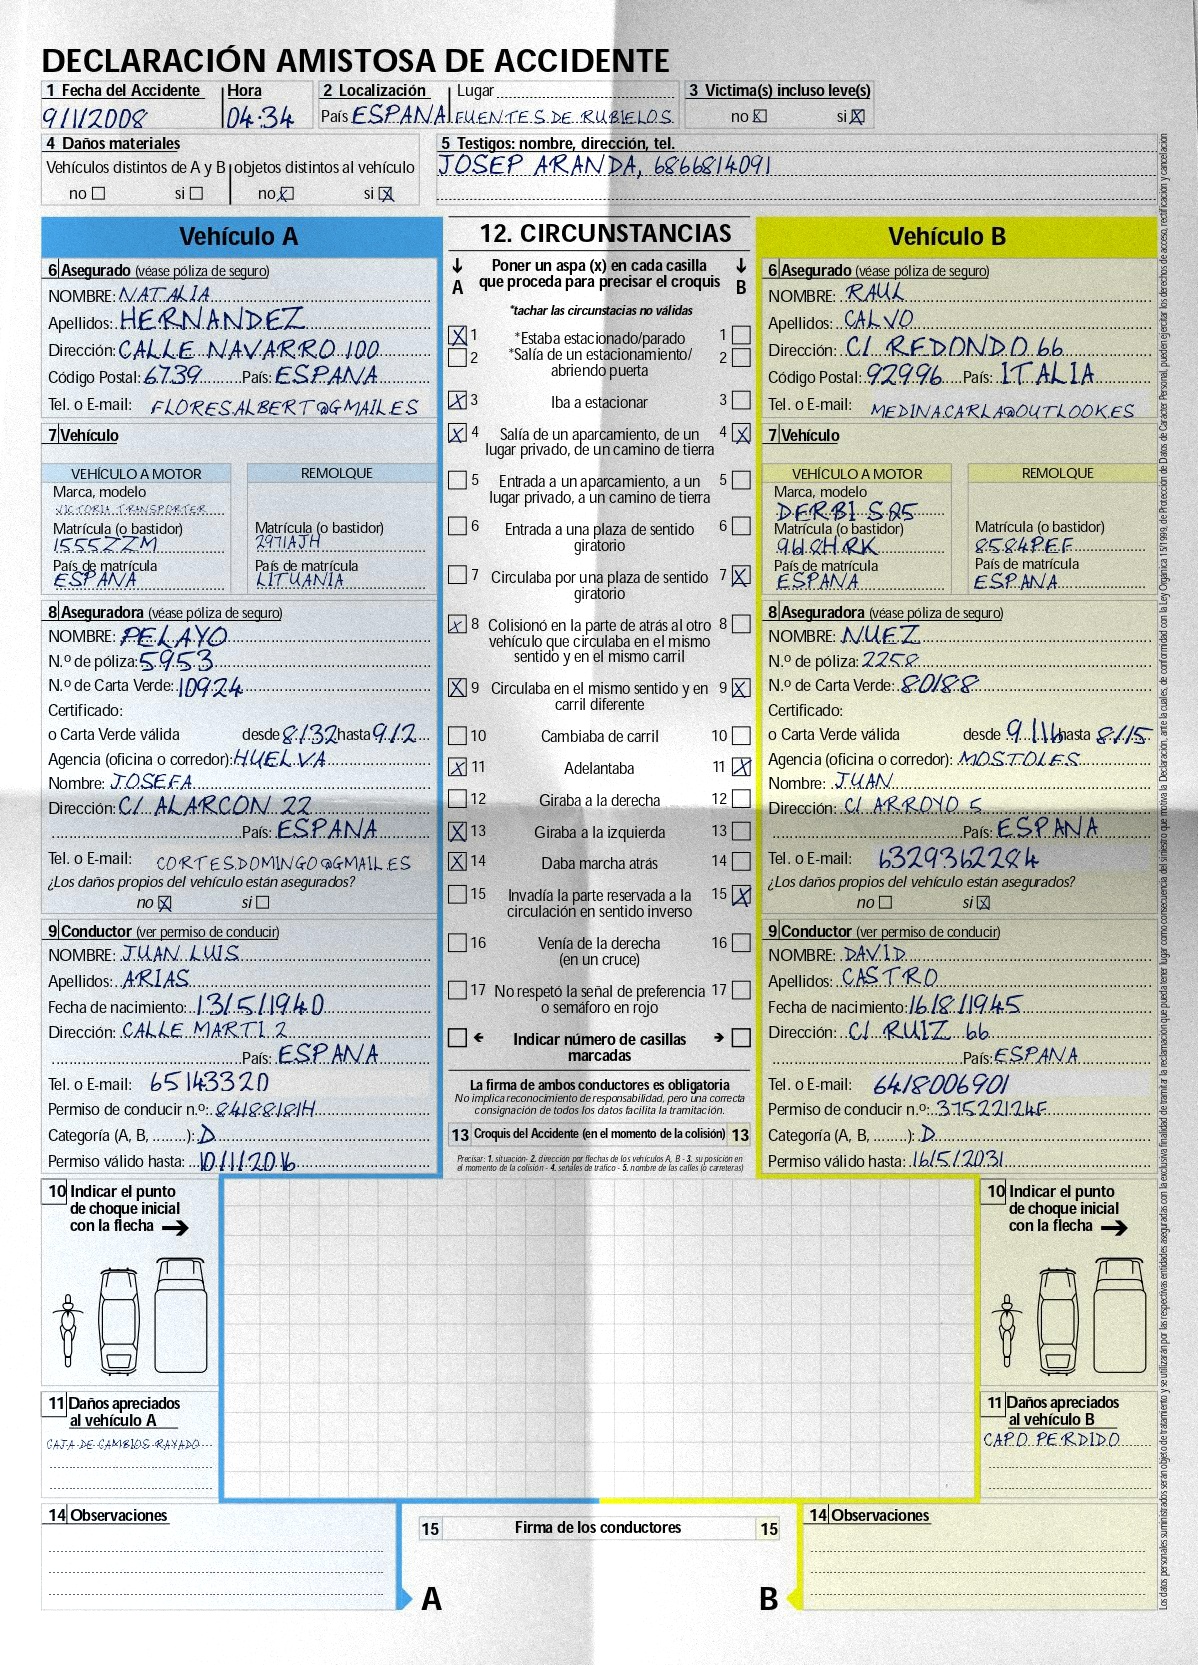 DECLARACIÓN AMISTOSA DE ACCIDENTE
1 Fecha del Accidente Hora 2 Localización Lugar 3 Victima(s) incluso leve(s)
9/1/2008 04:34 País ESPANA FUENTES DE RUBIELOS no X si X
4 Daños materiales 5 Testigos: nombre, dirección, tel.
Vehículos distintos de A y B objetos distintos al vehículo JOSEP ARANDA, 6866814091
no si no X si X
Vehículo A
6 Asegurado (véase póliza de seguro)
NOMBRE: NATALIA
Apellidos: HERNANDEZ
Dirección: CALLE NAVARRO 100
Código Postal: 6739 País: ESPANA
Tel. o E-mail: FLORESALBERT@GMAIL.ES
7 Vehículo
VEHÍCULO A MOTOR REMOLQUE
Marca, modelo
VICTORIA TRANSPORTER
Matrícula (o bastidor) Matrícula (o bastidor)
1555ZZM 2971AJH
País de matrícula País de matrícula
ESPANA LITUANIA
8 Aseguradora (véase póliza de seguro)
NOMBRE: PELAYO
N.º de póliza: 5953
N.º de Carta Verde: 10924
Certificado:
o Carta Verde válida desde 8/32 hasta 9/2
Agencia (oficina o corredor): HUELVA
Nombre: JOSEFA
Dirección: C/ ALARCON 22
País: ESPANA
Tel. o E-mail: CORTESDOMINGO@GMAIL.ES
¿Los daños propios del vehículo están asegurados?
no X si
9 Conductor (ver permiso de conducir)
NOMBRE: JUAN LUIS
Apellidos: ARIAS
Fecha de nacimiento: 13/5/1940
Dirección: CALLE MARTI 2
País: ESPANA
Tel. o E-mail: 65143320
Permiso de conducir n.º: 84188181H
Categoría (A, B, ........): D
Permiso válido hasta: 10/1/2016
12. CIRCUNSTANCIAS
A Poner un aspa (x) en cada casilla B
que proceda para precisar el croquis
*tachar las circunstacias no válidas
X 1 *Estaba estacionado/parado 1
2 *Salía de un estacionamiento/ 2
abriendo puerta
X 3 Iba a estacionar 3
X 4 Salía de un aparcamiento, de un 4 X
lugar privado, de un camino de tierra
5 Entrada a un aparcamiento, a un 5
lugar privado, a un camino de tierra
6 Entrada a una plaza de sentido 6
giratorio
7 Circulaba por una plaza de sentido 7 X
giratorio
X 8 Colisionó en la parte de atrás al otro 8
vehículo que circulaba en el mismo
sentido y en el mismo carril
X 9 Circulaba en el mismo sentido y en 9 X
carril diferente
10 Cambiaba de carril 10
X 11 Adelantaba 11 X
12 Giraba a la derecha 12
X 13 Giraba a la izquierda 13
X 14 Daba marcha atrás 14
15 Invadía la parte reservada a la 15 X
circulación en sentido inverso
16 Venía de la derecha 16
(en un cruce)
17 No respetó la señal de preferencia 17
o semáforo en rojo
Indicar número de casillas
marcadas
La firma de ambos conductores es obligatoria
No implica reconocimiento de responsabilidad, pero una correcta
consignación de todos los datos facilita la tramitación.
13 Croquis del Accidente (en el momento de la colisión) 13
Precisar: 1. situación- 2. dirección por flechas de los vehículos A, B - 3. su posición en
el momento de la colisión - 4. señales de tráfico - 5. nombre de las calles (o carreteras)
Vehículo B
6 Asegurado (véase póliza de seguro)
NOMBRE: RAUL
Apellidos: CALVO
Dirección: C/ REDONDO 66
Código Postal: 92996 País: ITALIA
Tel. o E-mail: MEDINACARLA@OUTLOOK.ES
7 Vehículo
VEHÍCULO A MOTOR REMOLQUE
Marca, modelo
DERBI SQ5
Matrícula (o bastidor) Matrícula (o bastidor)
9618HRK 8584PEF
País de matrícula País de matrícula
ESPANA ESPANA
8 Aseguradora (véase póliza de seguro)
NOMBRE: NUEZ
N.º de póliza: 2258
N.º de Carta Verde: 80188
Certificado:
o Carta Verde válida desde 9/16 hasta 8/15
Agencia (oficina o corredor): MOSTOLES
Nombre: JUAN
Dirección: C/ ARROYO 5
País: ESPANA
Tel. o E-mail: 6329362284
¿Los daños propios del vehículo están asegurados?
no si X
9 Conductor (ver permiso de conducir)
NOMBRE: DAVID
Apellidos: CASTRO
Fecha de nacimiento: 16/8/1945
Dirección: C/ RUIZ 66
País: ESPANA
Tel. o E-mail: 6418006901
Permiso de conducir n.º: 37522124F
Categoría (A, B, ........): D
Permiso válido hasta: 16/5/2031
10 Indicar el punto
de choque inicial
con la flecha
11 Daños apreciados
al vehículo A
CAJA DE CAMBIOS RAYADO
10 Indicar el punto
de choque inicial
con la flecha
11 Daños apreciados
al vehículo B
CAPO PERDIDO
14 Observaciones
15 Firma de los conductores 15
A B
14 Observaciones
Los datos personales suministrados serán objeto de tratamiento y se utilizarán por las respectivas entidades aseguradas con la exclusiva finalidad de tramitar la reclamación que pueda tener lugar como consecuencia del siniestro que motivo la Declaración, ante la cuales, de conformidad con la Ley Organica 15/1999, de Protección de Datos de Carácter Personal, pueden ejercitar los derechos de acceso, rectificación y cancelación